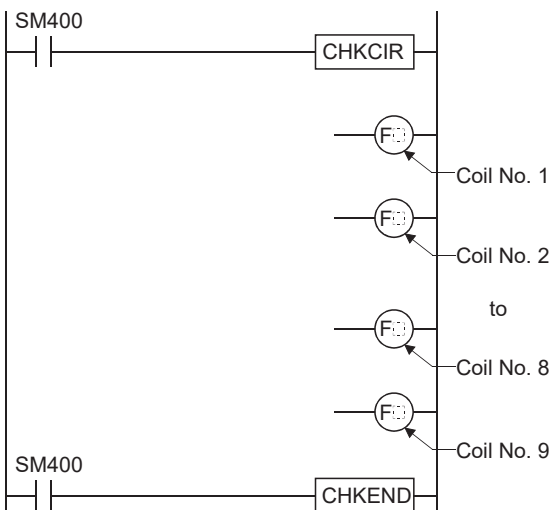 SM400
CHKCIR
F
Coil No. 1
F
Coil No. 2
to
F
Coil No. 8
F
Coil No. 9
SM400
CHKEND